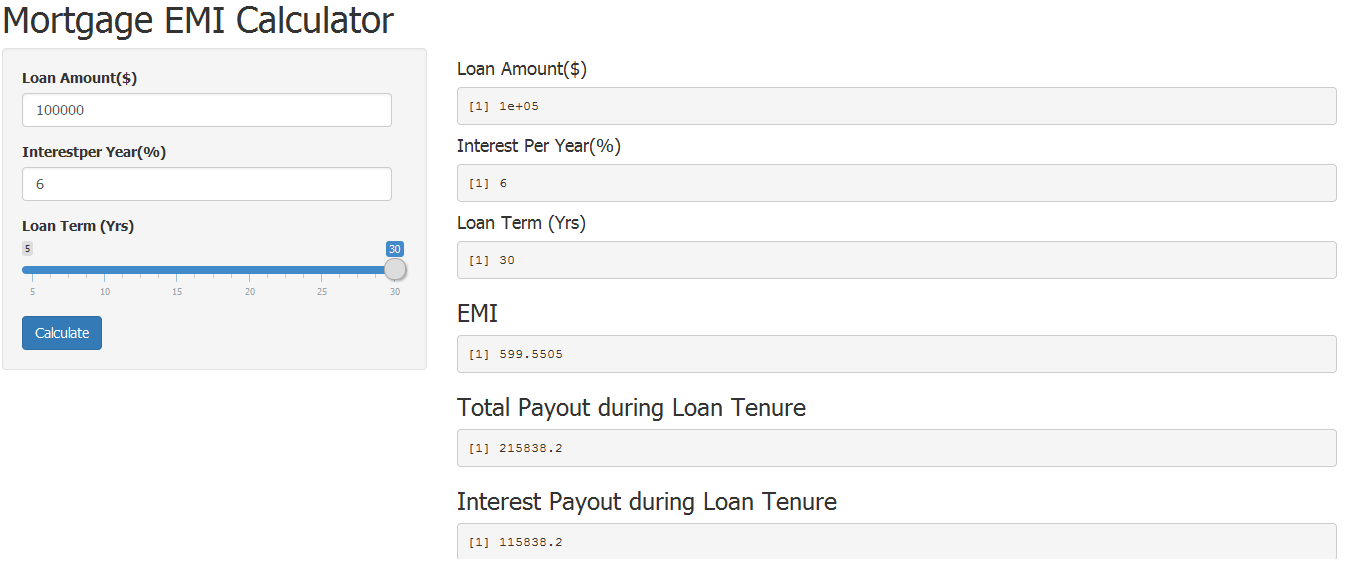 Mortgage EMI Calculator
Loan Amount($)
100000
Interestper Year(%)
6
Loan Term (Yrs)
5 30
5 10 15 20 25 30
Calculate
Loan Amount($)
[1] 1e+05
Interest Per Year(%)
[1] 6
Loan Term (Yrs)
[1] 30
EMI
[1] 599.5505
Total Payout during Loan Tenure
[1] 215838.2
Interest Payout during Loan Tenure
[1] 115838.2